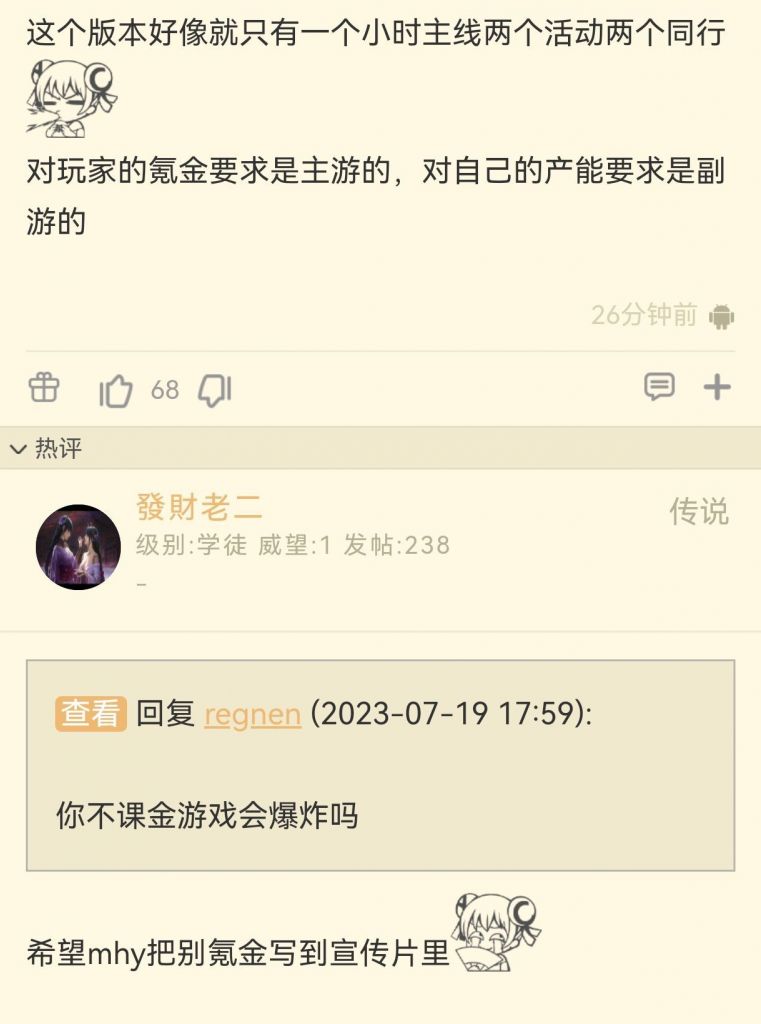 这个版本好像就只有一个小时主线两个活动两个同行
对玩家的氪金要求是主游的，对自己的产能要求是副
游的
26分钟前
68
热评
發財老二
传说
级别:学徒 威望:1 发帖:238
-
查看 回复 regnen (2023-07-19 17:59):
你不课金游戏会爆炸吗
希望mhy把别氪金写到宣传片里